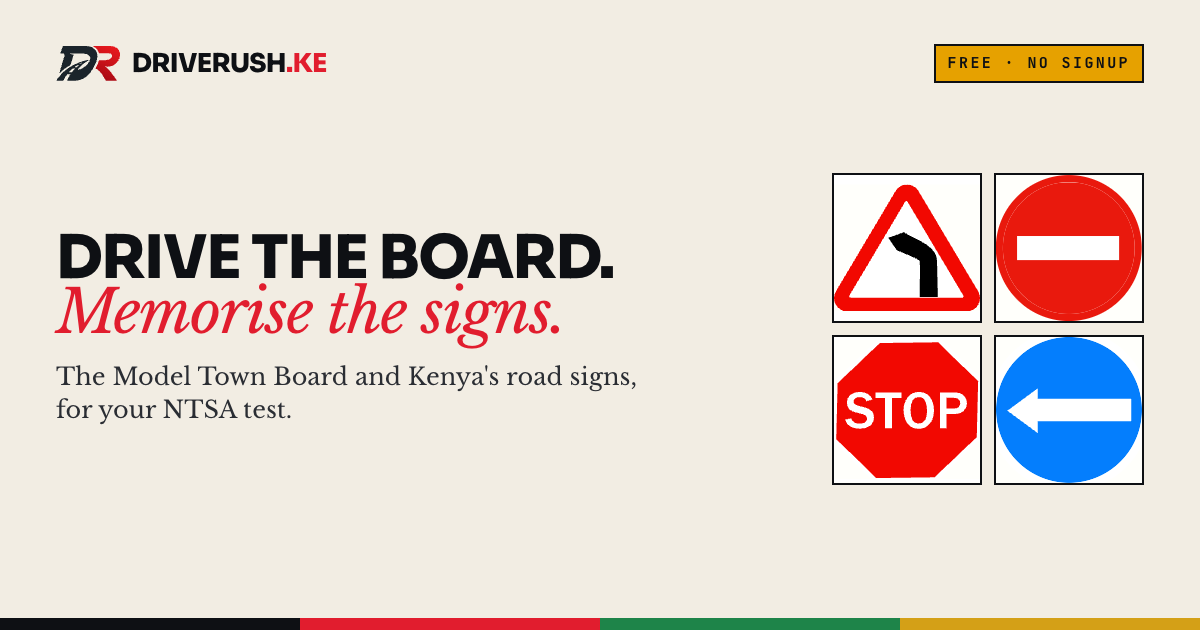 DR DRIVERUSH.KE
FREE · NO SIGNUP
DRIVE THE BOARD.
Memorise the signs.
The Model Town Board and Kenya's road signs,
for your NTSA test.
STOP